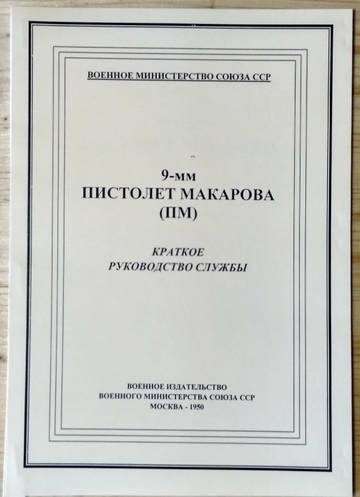 ВОЕННОЕ МИНИСТЕРСТВО СОЮЗА ССР
9-мм
ПИСТОЛЕТ МАКАРОВА
(ПМ)
КРАТКОЕ
РУКОВОДСТВО СЛУЖБЫ
ВОЕННОЕ ИЗДАТЕЛЬСТВО
ВОЕННОГО МИНИСТЕРСТВА СОЮЗА ССР
МОСКВА - 1950